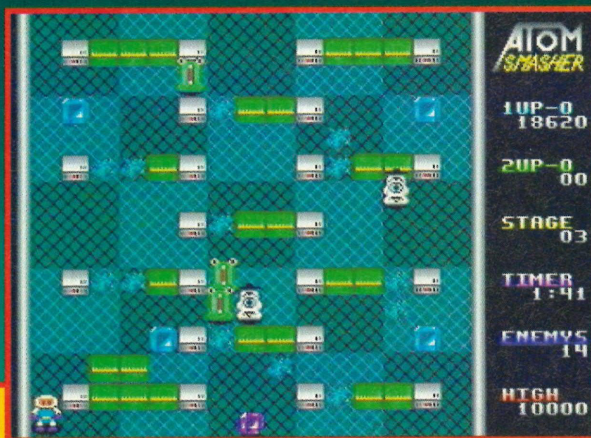 ATOM
SMASHER
1UP-0
18620
2UP-0
00
STAGE
03
TIMER
1:41
ENEMYS
14
HIGH
10000